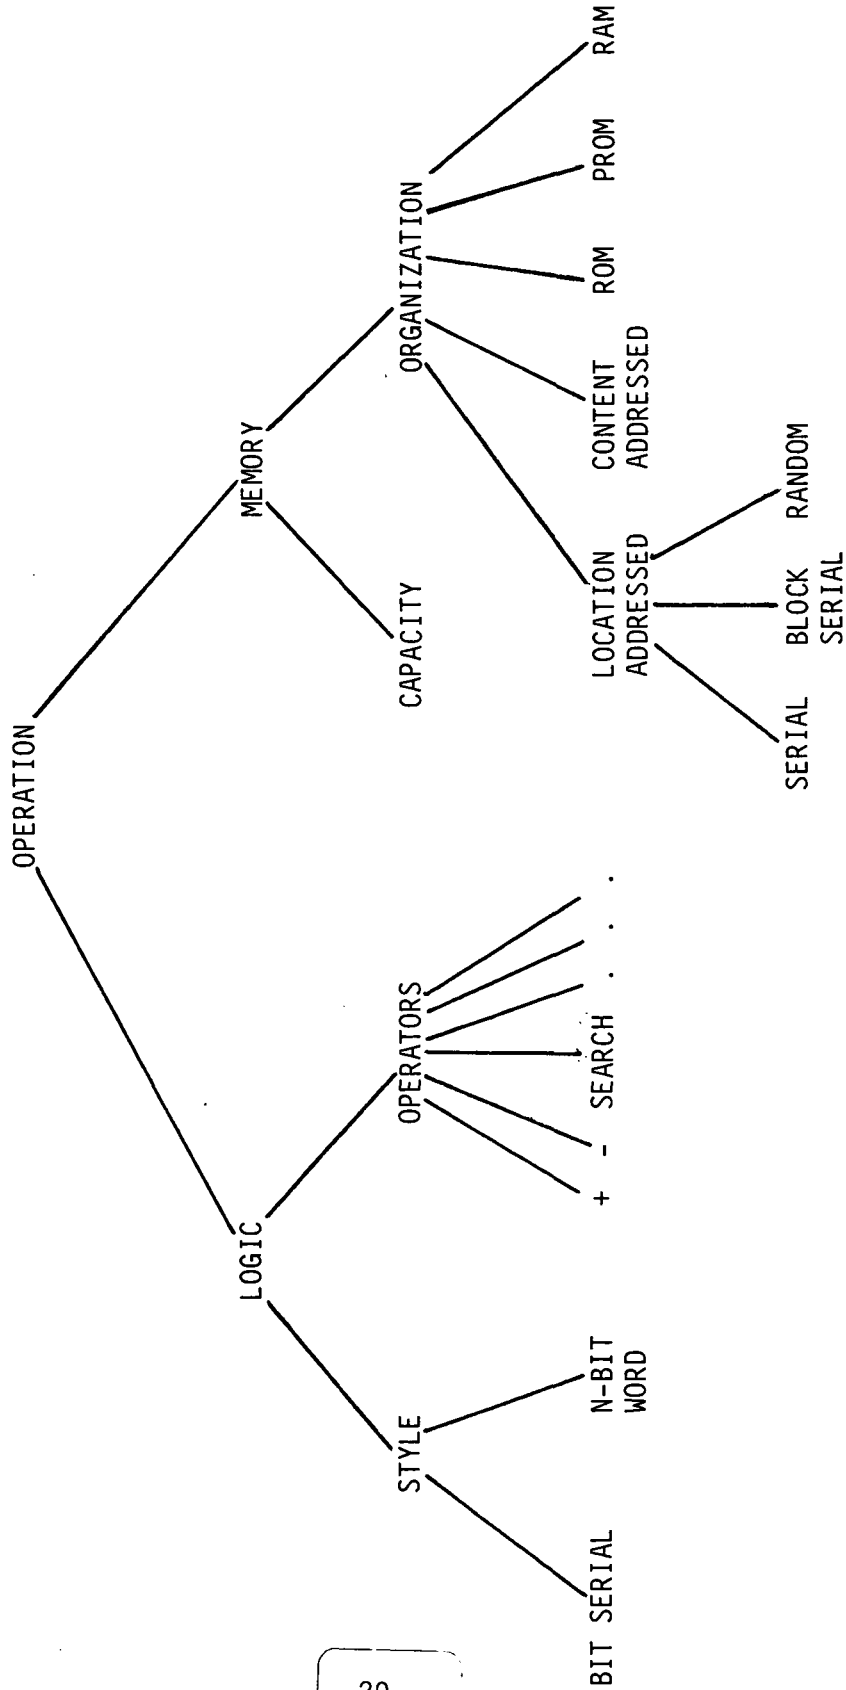 OPERATION
LOGIC
MEMORY
STYLE
OPERATORS
CAPACITY
ORGANIZATION
BIT SERIAL
N-BIT
WORD
+
-
SEARCH
.
.
.
LOCATION
ADDRESSED
CONTENT
ADDRESSED
ROM
PROM
RAM
SERIAL
BLOCK
SERIAL
RANDOM